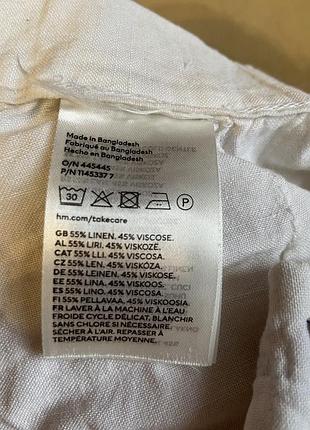 Made in Bangladesh
Fabriqué au Bangladesh
Hecho en Bangladesh
O/N 445445
P/N 1145337 7
30
P
hm.com/takecare
GB 55% LINEN. 45% VISCOSE.
AL 55% LIRI. 45% VISKOZË.
CAT 55% LLI. 45% VISCOSA.
CZ 55% LEN. 45% VISKÓZA.
DE 55% LEINEN. 45% VISKOSE.
EE 55% LINA. 45% VISKOOS.
ES 55% LINO. 45% VISCOSA.
FI 55% PELLAVAA. 45% VISKOOSIA
FR LAVER À LA MACHINE À L'EAU
FROIDE CYCLE DÉLICAT. BLANCHIR
SANS CHLORE SI NÉCESSAIRE.
SÉCHER À L'AIR. REPASSER À
TEMPÉRATURE MOYENNE.